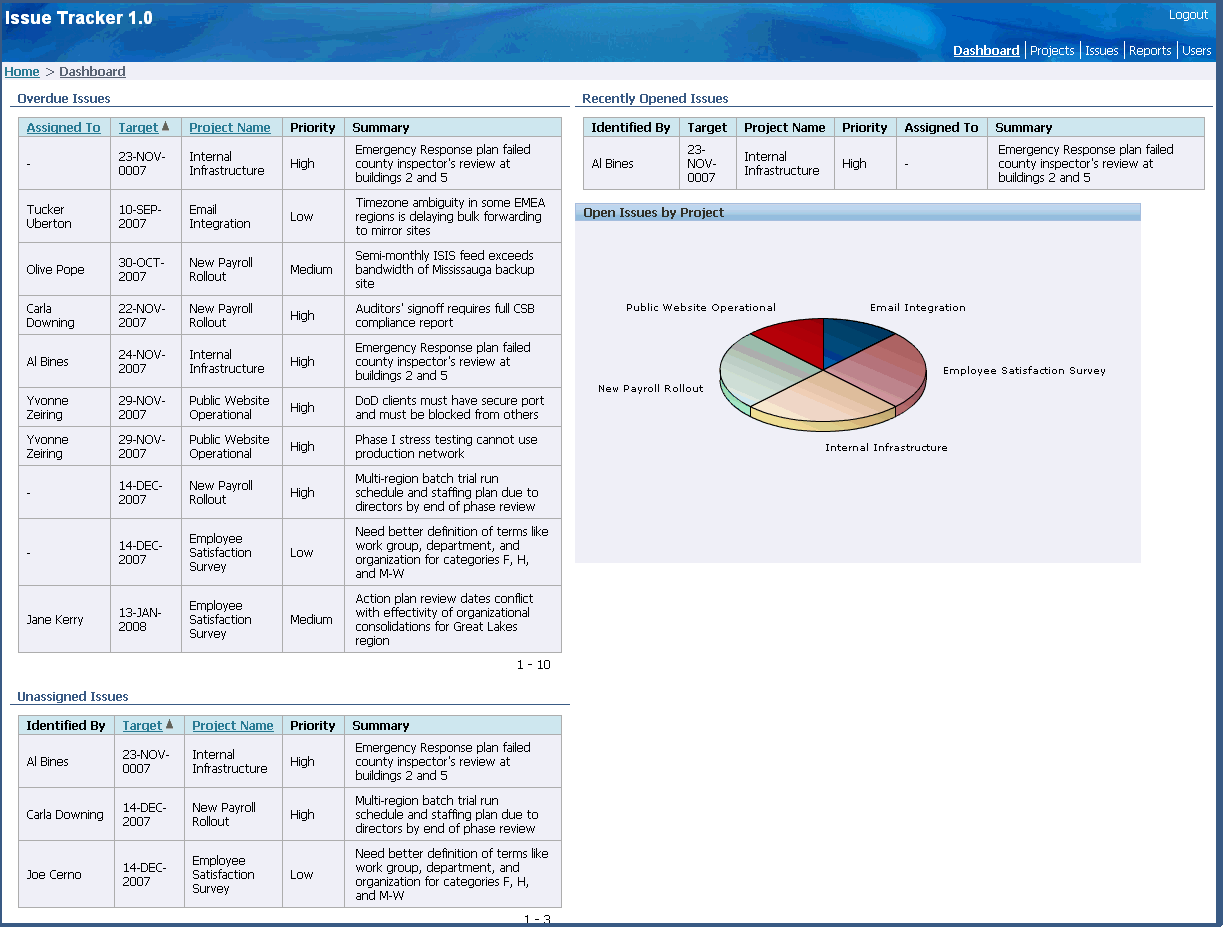 Issue Tracker 1.0
Logout
Dashboard Projects Issues Reports Users
Home > Dashboard
Overdue Issues
Assigned To Target Project Name Priority Summary
- 23-NOV-0007 Internal Infrastructure High Emergency Response plan failed county inspector's review at buildings 2 and 5
Tucker Uberton 10-SEP-2007 Email Integration Low Timezone ambiguity in some EMEA regions is delaying bulk forwarding to mirror sites
Olive Pope 30-OCT-2007 New Payroll Rollout Medium Semi-monthly ISIS feed exceeds bandwidth of Mississauga backup site
Carla Downing 22-NOV-2007 New Payroll Rollout High Auditors' signoff requires full CSB compliance report
Al Bines 24-NOV-2007 Internal Infrastructure High Emergency Response plan failed county inspector's review at buildings 2 and 5
Yvonne Zeiring 29-NOV-2007 Public Website Operational High DoD clients must have secure port and must be blocked from others
Yvonne Zeiring 29-NOV-2007 Public Website Operational High Phase I stress testing cannot use production network
- 14-DEC-2007 New Payroll Rollout High Multi-region batch trial run schedule and staffing plan due to directors by end of phase review
- 14-DEC-2007 Employee Satisfaction Survey Low Need better definition of terms like work group, department, and organization for categories F, H, and M-W
Jane Kerry 13-JAN-2008 Employee Satisfaction Survey Medium Action plan review dates conflict with effectivity of organizational consolidations for Great Lakes region
1 - 10
Unassigned Issues
Identified By Target Project Name Priority Summary
Al Bines 23-NOV-0007 Internal Infrastructure High Emergency Response plan failed county inspector's review at buildings 2 and 5
Carla Downing 14-DEC-2007 New Payroll Rollout High Multi-region batch trial run schedule and staffing plan due to directors by end of phase review
Joe Cerno 14-DEC-2007 Employee Satisfaction Survey Low Need better definition of terms like work group, department, and organization for categories F, H, and M-W
1 - 3
Recently Opened Issues
Identified By Target Project Name Priority Assigned To Summary
Al Bines 23-NOV-0007 Internal Infrastructure High - Emergency Response plan failed county inspector's review at buildings 2 and 5
Open Issues by Project
Public Website Operational
Email Integration
Employee Satisfaction Survey
New Payroll Rollout
Internal Infrastructure